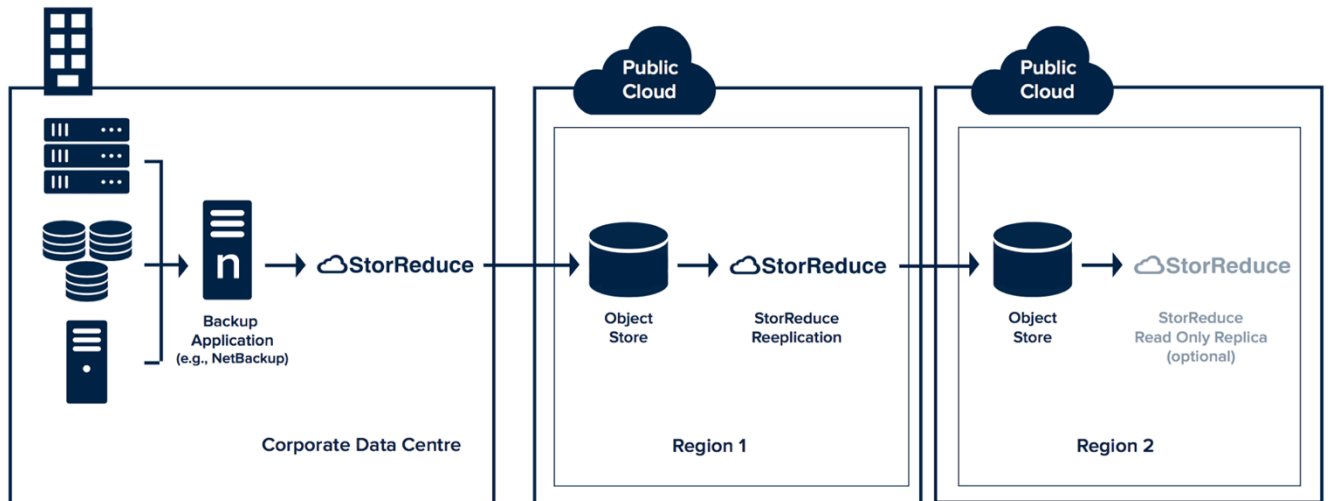 n
StorReduce
Backup
Application
(e.g., NetBackup)
Corporate Data Centre
Public
Cloud
Object
Store
StorReduce
StorReduce
Reeplication
Region 1
Public
Cloud
Object
Store
StorReduce
StorReduce
Read Only Replica
(optional)
Region 2